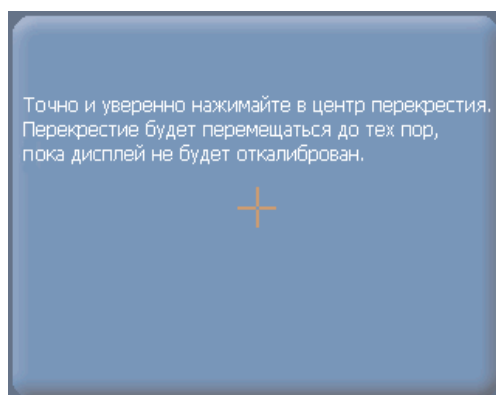 Точно и уверенно нажимайте в центр перекрестия.
Перекрестие будет перемещаться до тех пор,
пока дисплей не будет откалиброван.